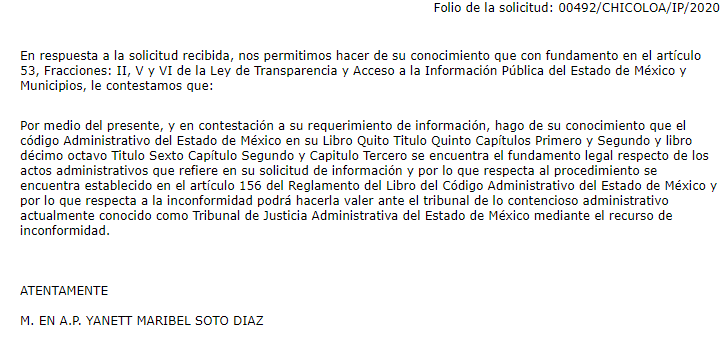 Folio de la solicitud: 00492/CHICOLOA/IP/2020
En respuesta a la solicitud recibida, nos permitimos hacer de su conocimiento que con fundamento en el artículo
53, Fracciones: II, V y VI de la Ley de Transparencia y Acceso a la Información Pública del Estado de México y
Municipios, le contestamos que:
Por medio del presente, y en contestación a su requerimiento de información, hago de su conocimiento que el
código Administrativo del Estado de México en su Libro Quito Titulo Quinto Capítulos Primero y Segundo y libro
décimo octavo Titulo Sexto Capítulo Segundo y Capitulo Tercero se encuentra el fundamento legal respecto de los
actos administrativos que refiere en su solicitud de información y por lo que respecta al procedimiento se
encuentra establecido en el artículo 156 del Reglamento del Libro del Código Administrativo del Estado de México y
por lo que respecta a la inconformidad podrá hacerla valer ante el tribunal de lo contencioso administrativo
actualmente conocido como Tribunal de Justicia Administrativa del Estado de México mediante el recurso de
inconformidad.
ATENTAMENTE
M. EN A.P. YANETT MARIBEL SOTO DIAZ